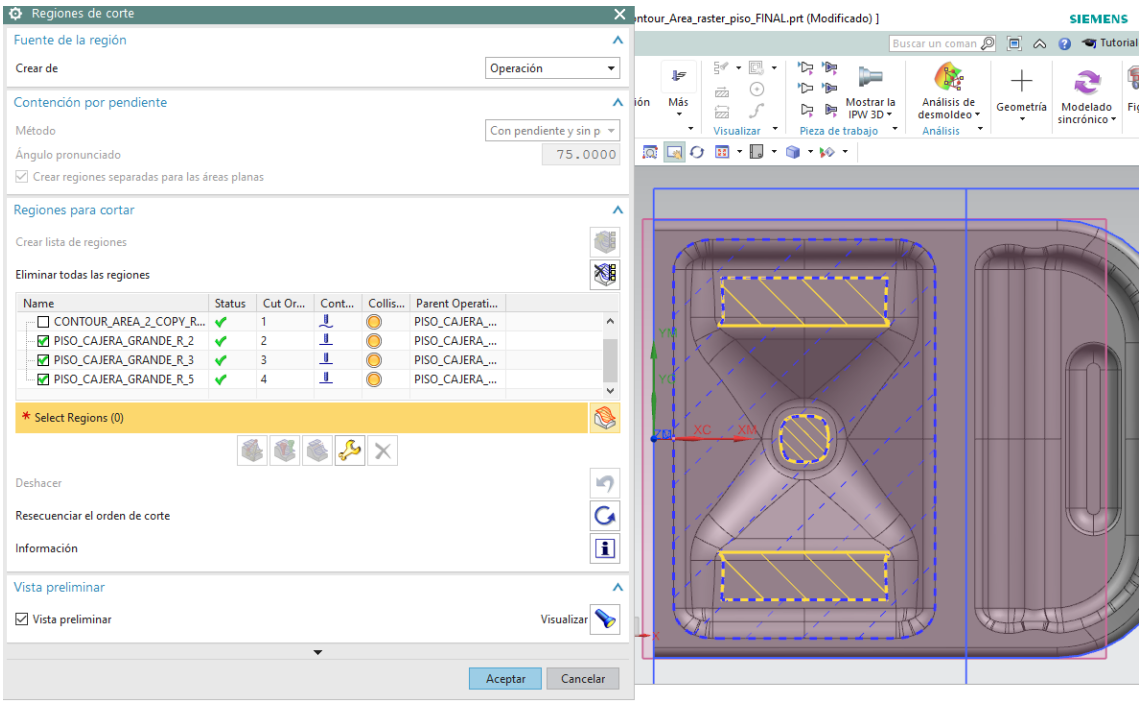 Regiones de corte
Fuente de la región
Crear de
Operación
Contención por pendiente
Método
Con pendiente y sin p
Ángulo pronunciado
75.0000
Crear regiones separadas para las áreas planas
Regiones para cortar
Crear lista de regiones
Eliminar todas las regiones
Name Status Cut Or... Cont... Collis... Parent Operati...
CONTOUR_AREA_2_COPY_R... 1 PISO_CAJERA_...
PISO_CAJERA_GRANDE_R_2 2 PISO_CAJERA_...
PISO_CAJERA_GRANDE_R_3 3 PISO_CAJERA_...
PISO_CAJERA_GRANDE_R_5 4 PISO_CAJERA_...
* Select Regions (0)
Deshacer
Resecuenciar el orden de corte
Información
Vista preliminar
Vista preliminar
Visualizar
Aceptar Cancelar
ontour_Area_raster_piso_FINAL.prt (Modificado) ]
SIEMENS
Buscar un coman
Tutorial
ión
Más
Visualizar
Mostrar la
IPW 3D
Pieza de trabajo
Análisis de
desmoldeo
Análisis
Geometría
Modelado
sincrónico
Fi
YM
YC
ZM
XC
XM
X